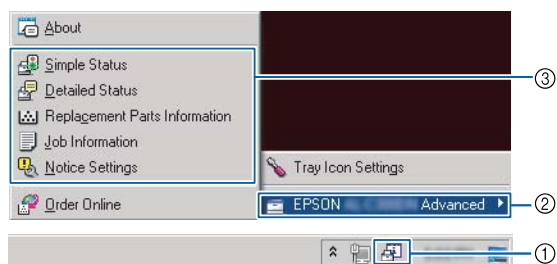 About
Simple Status
Detailed Status
Replacement Parts Information
Job Information
Notice Settings
Order Online
Tray Icon Settings
EPSON Advanced
③
②
①